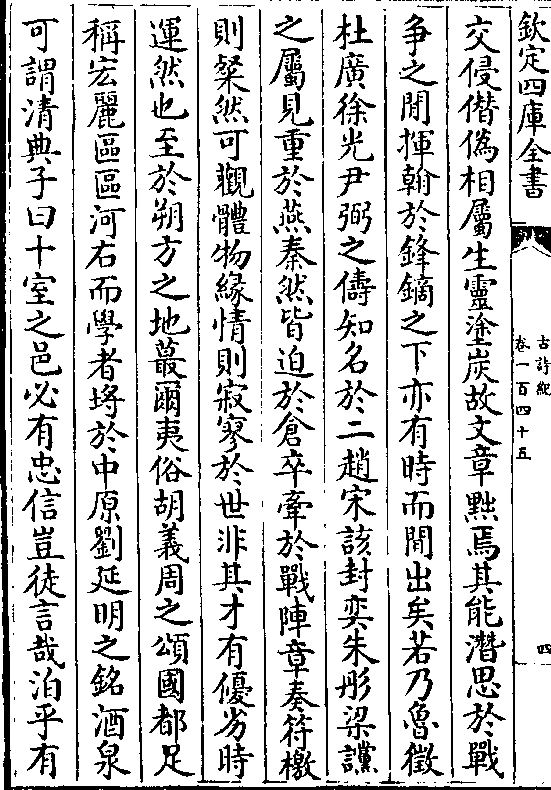 欽定四庫全書
古詩紀
卷一百四十五
四
交侵僭偽相屬生靈塗炭故文章黜焉其能潛思於戰
争之間揮翰於鋒鏑之下亦有時而間出矣若乃魯徵
杜廣徐光尹弼之儔知名於二趙宋該封奕朱彤梁讜
之屬見重於燕秦然皆迫於倉卒牽於戰陣章奏符檄
則粲然可觀體物緣情則寂寥於世非其才有優劣時
運然也至於朔方之地蕞爾夷俗胡義周之頌國都足
稱宏麗區區河右而學者埒於中原劉延明之銘酒泉
可謂清典子曰十室之邑必有忠信豈徒言哉洎乎有